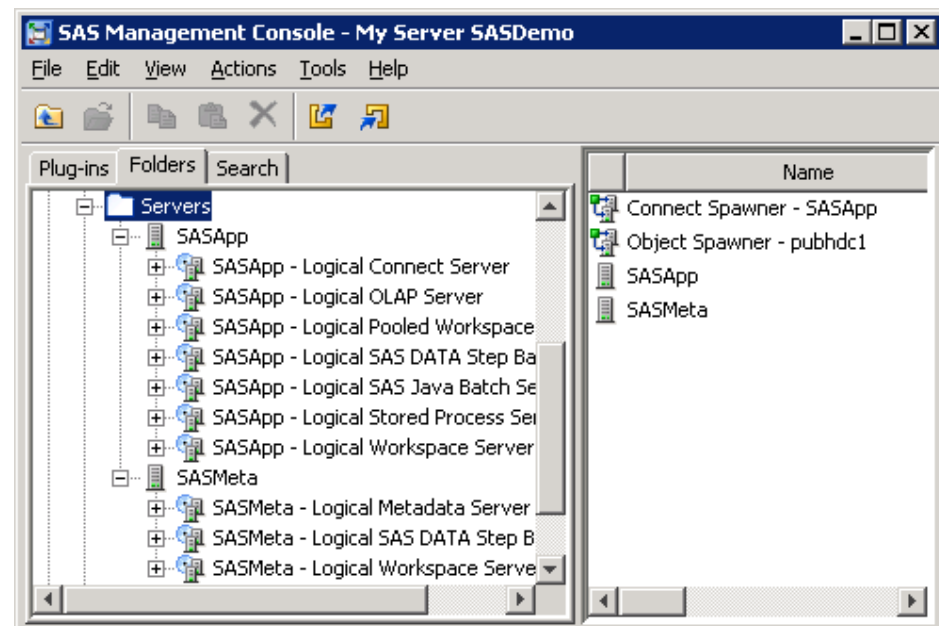 SAS Management Console - My Server SASDemo
File Edit View Actions Tools Help
Plug-ins Folders Search
Servers
SASApp
SASApp - Logical Connect Server
SASApp - Logical OLAP Server
SASApp - Logical Pooled Workspace
SASApp - Logical SAS DATA Step Ba
SASApp - Logical SAS Java Batch Se
SASApp - Logical Stored Process Ser
SASApp - Logical Workspace Server
SASMeta
SASMeta - Logical Metadata Server
SASMeta - Logical SAS DATA Step B
SASMeta - Logical Workspace Serve
Name
Connect Spawner - SASApp
Object Spawner - pubhdc1
SASApp
SASMeta